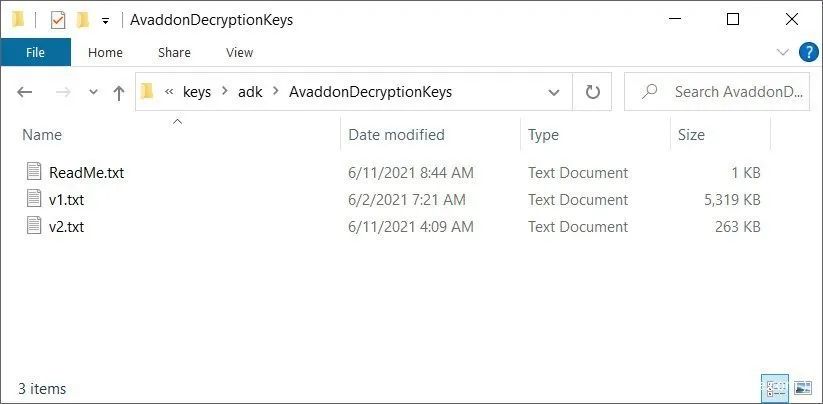 AvaddonDecryptionKeys
File Home Share View
« keys > adk > AvaddonDecryptionKeys Search AvaddonD...
Name Date modified Type Size
ReadMe.txt 6/11/2021 8:44 AM Text Document 1 KB
v1.txt 6/2/2021 7:21 AM Text Document 5,319 KB
v2.txt 6/11/2021 4:09 AM Text Document 263 KB
3 items